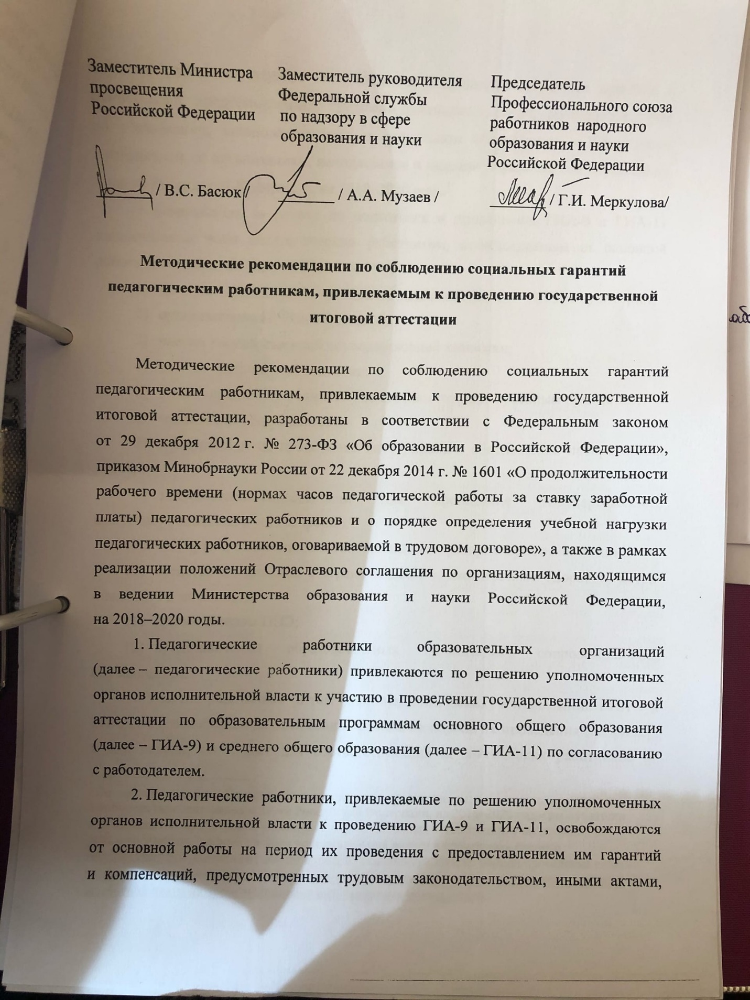 Заместитель Министра
просвещения
Российской Федерации
Заместитель руководителя
Федеральной службы
по надзору в сфере
образования и науки
Председатель
Профессионального союза
работников народного
образования и науки
Российской Федерации
/ В.С. Басюк /
/ А.А. Музаев /
/ Г.И. Меркулова/
Методические рекомендации по соблюдению социальных гарантий
педагогическим работникам, привлекаемым к проведению государственной
итоговой аттестации
Методические рекомендации по соблюдению социальных гарантий
педагогическим работникам, привлекаемым к проведению государственной
итоговой аттестации, разработаны в соответствии с Федеральным законом
от 29 декабря 2012 г. № 273-ФЗ «Об образовании в Российской Федерации»,
приказом Минобрнауки России от 22 декабря 2014 г. № 1601 «О продолжительности
рабочего времени (нормах часов педагогической работы за ставку заработной
платы) педагогических работников и о порядке определения учебной нагрузки
педагогических работников, оговариваемой в трудовом договоре», а также в рамках
реализации положений Отраслевого соглашения по организациям, находящимся
в ведении Министерства образования и науки Российской Федерации,
на 2018–2020 годы.
1. Педагогические работники образовательных организаций
(далее – педагогические работники) привлекаются по решению уполномоченных
органов исполнительной власти к участию в проведении государственной итоговой
аттестации по образовательным программам основного общего образования
(далее – ГИА-9) и среднего общего образования (далее – ГИА-11) по согласованию
с работодателем.
2. Педагогические работники, привлекаемые по решению уполномоченных
органов исполнительной власти к проведению ГИА-9 и ГИА-11, освобождаются
от основной работы на период их проведения с предоставлением им гарантий
и компенсаций, предусмотренных трудовым законодательством, иными актами,